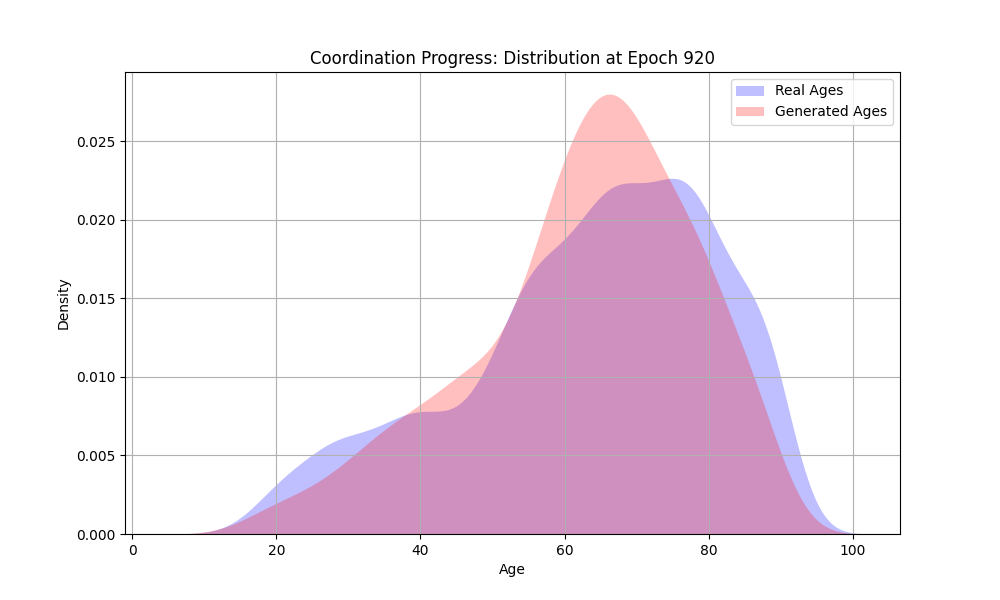 Coordination Progress: Distribution at Epoch 920
Real Ages
Generated Ages
Density
0.025
0.020
0.015
0.010
0.005
0.000
0 20 40 60 80 100
Age